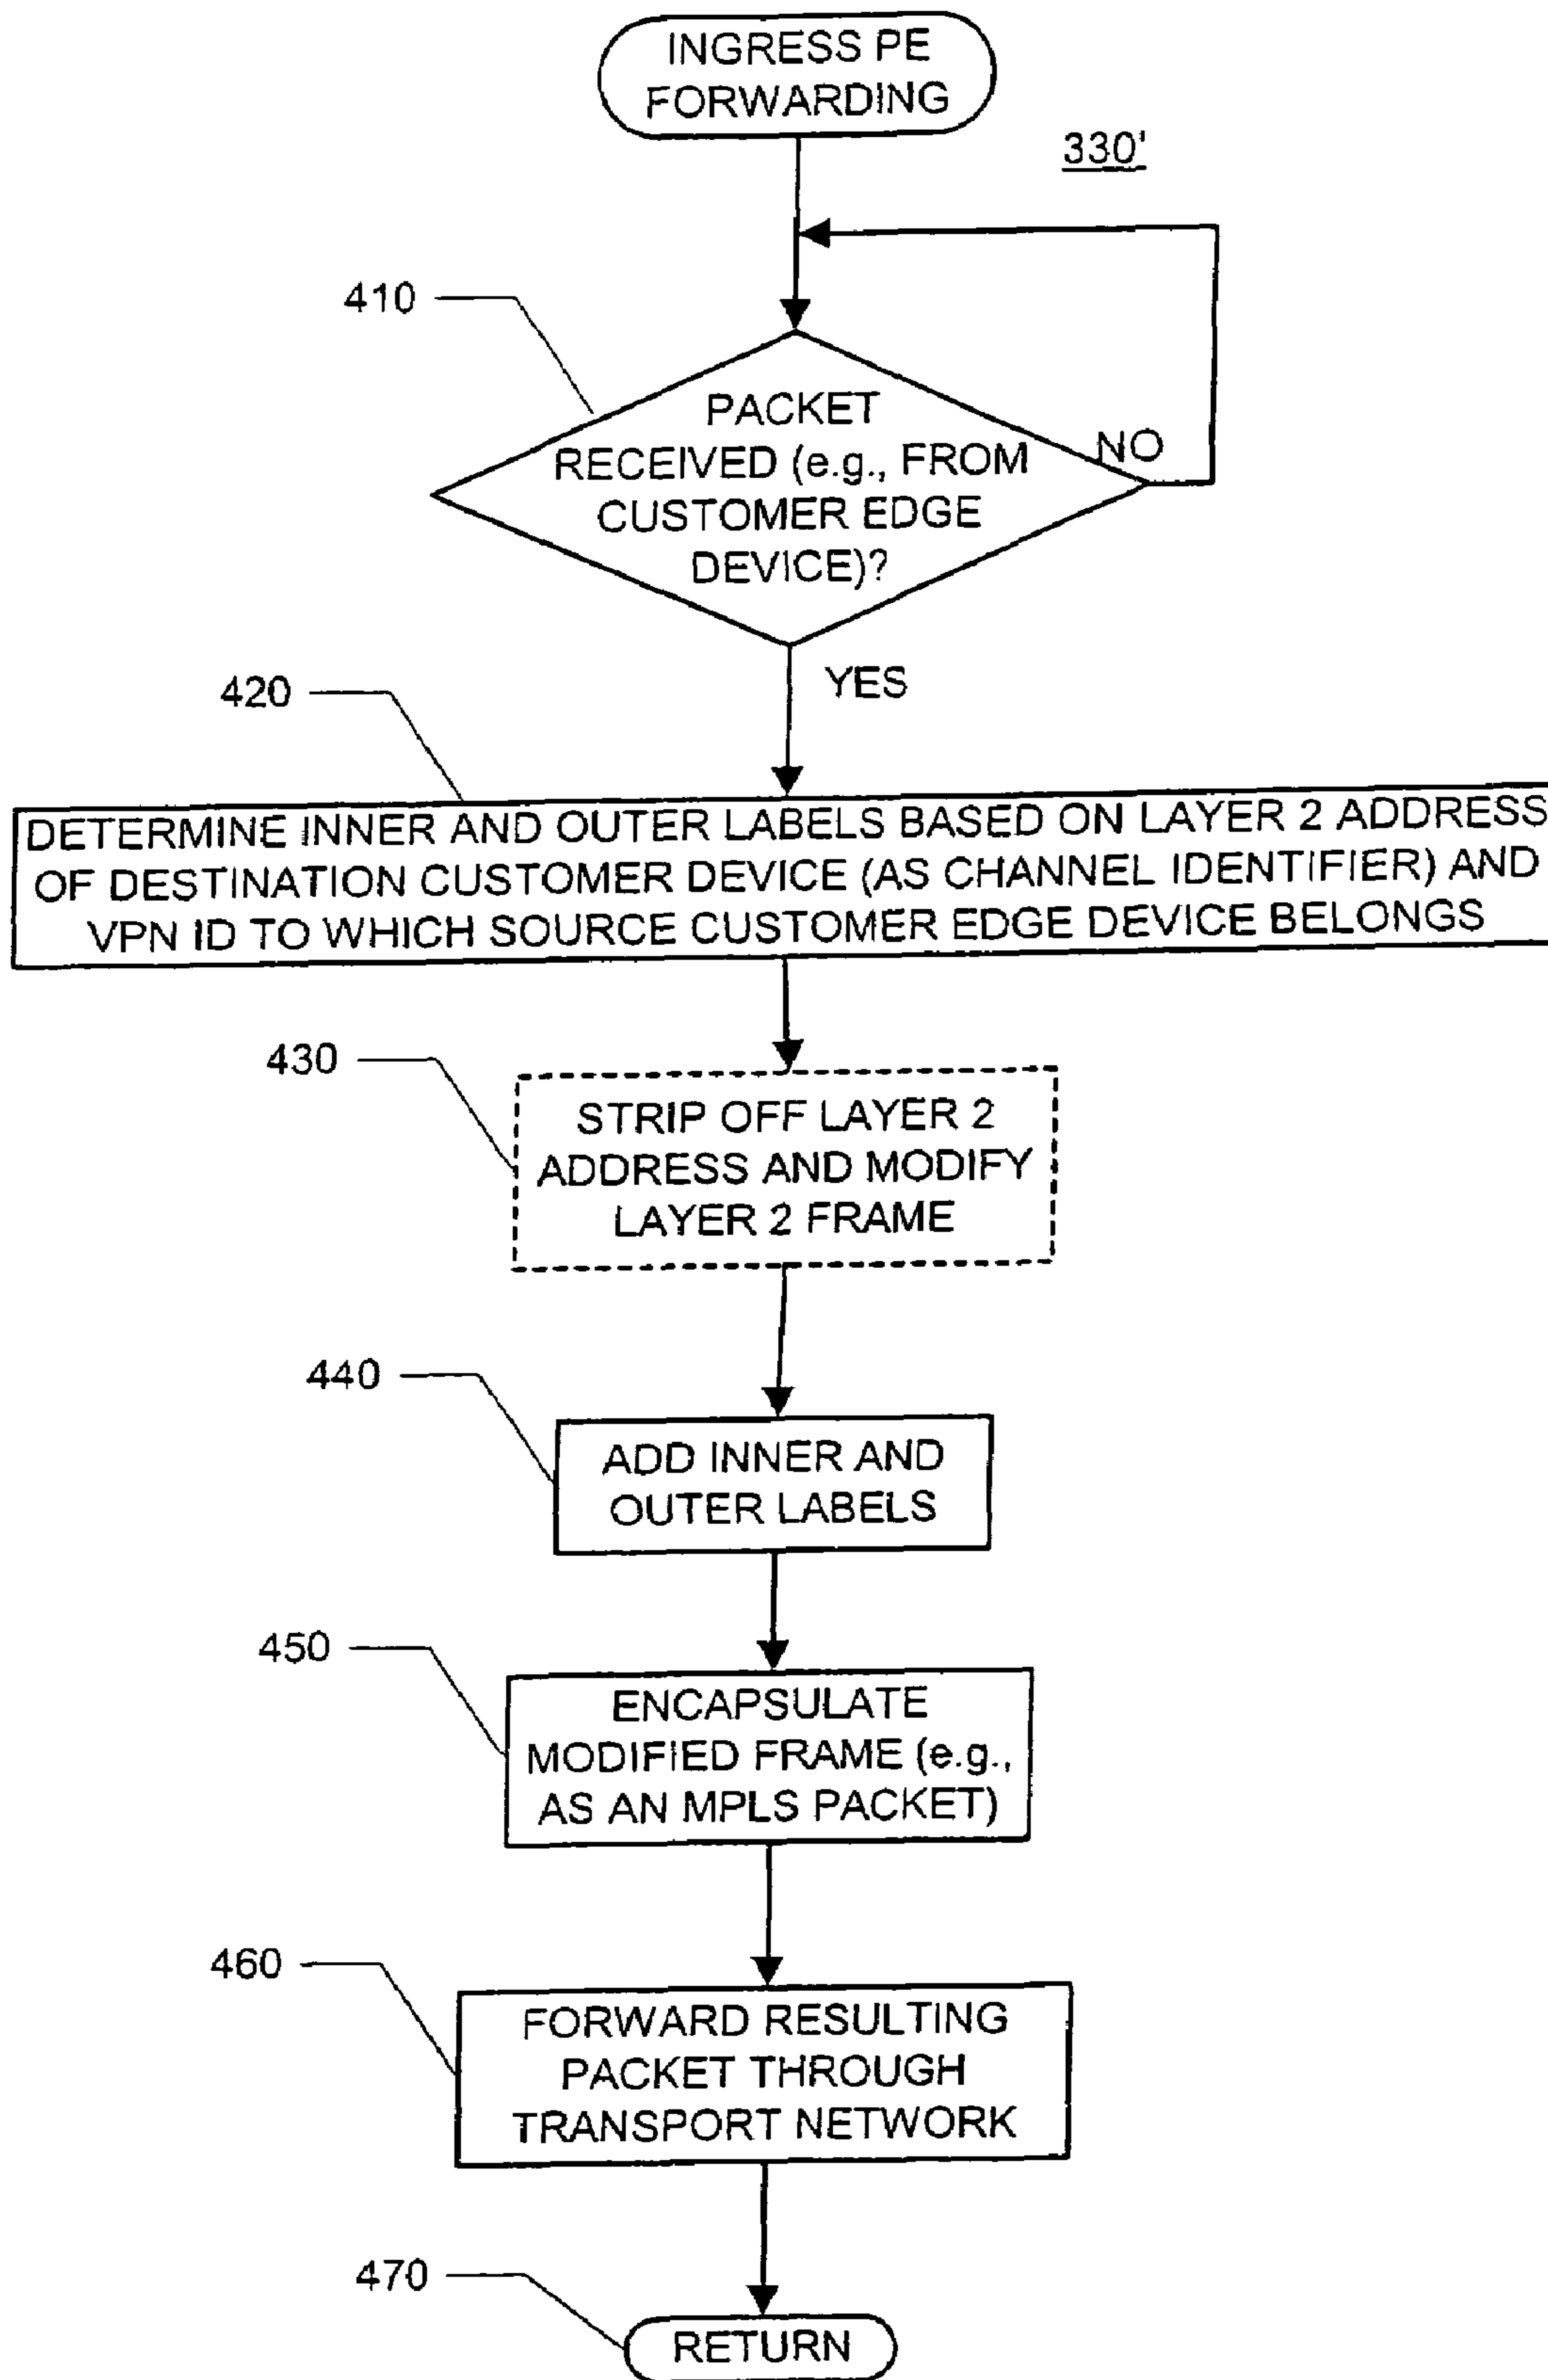 INGRESS PE
FORWARDING
330'
410
PACKET
RECEIVED (e.g., FROM
CUSTOMER EDGE
DEVICE)?
NO
YES
420
DETERMINE INNER AND OUTER LABELS BASED ON LAYER 2 ADDRESS
OF DESTINATION CUSTOMER DEVICE (AS CHANNEL IDENTIFIER) AND
VPN ID TO WHICH SOURCE CUSTOMER EDGE DEVICE BELONGS
430
STRIP OFF LAYER 2
ADDRESS AND MODIFY
LAYER 2 FRAME
440
ADD INNER AND
OUTER LABELS
450
ENCAPSULATE
MODIFIED FRAME (e.g.,
AS AN MPLS PACKET)
460
FORWARD RESULTING
PACKET THROUGH
TRANSPORT NETWORK
470
RETURN